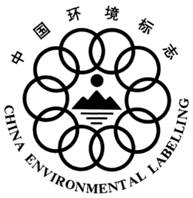 中国环境标志
CHINA ENVIRONMENTAL LABELLING